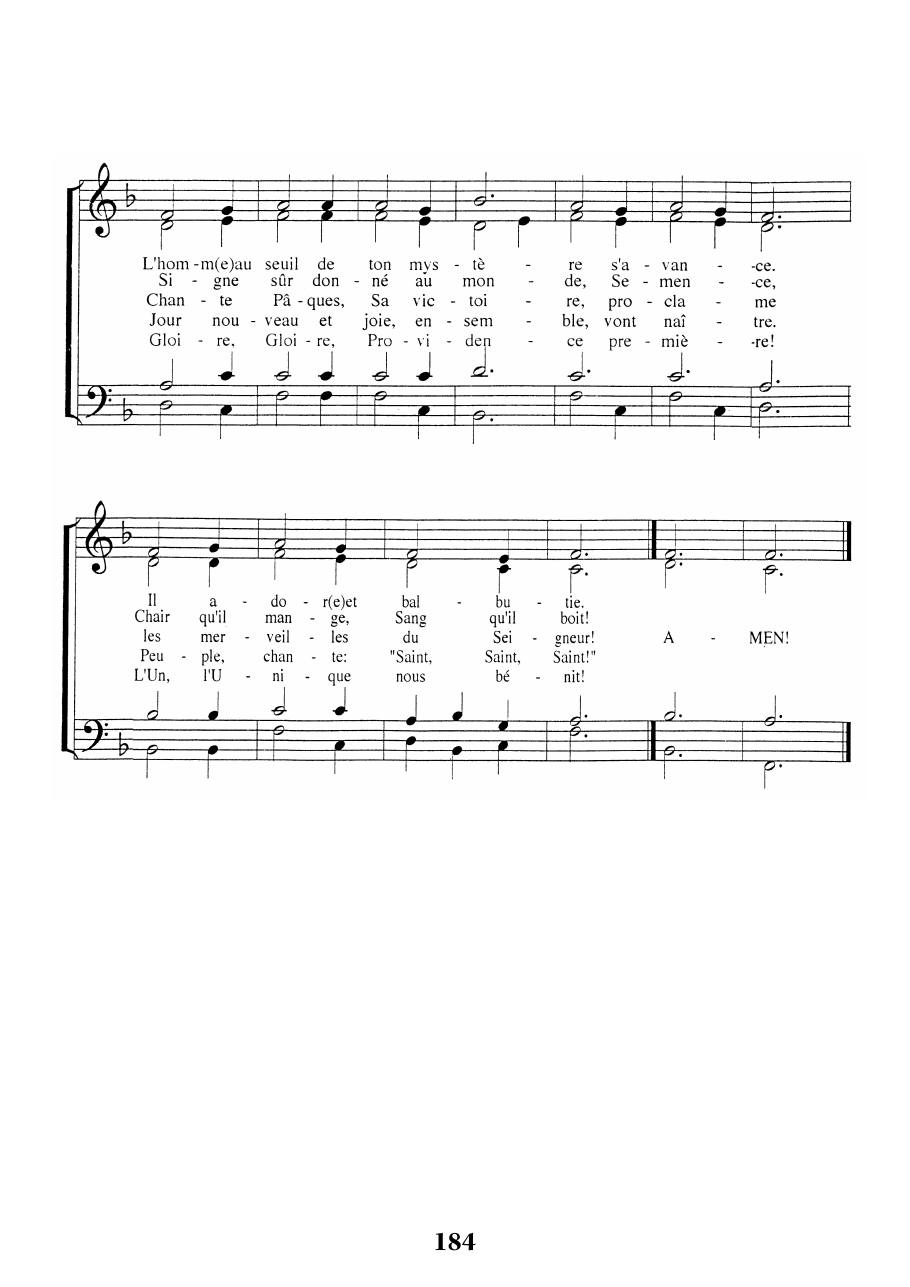 L'hom - m(e)au seuil de ton mys - tè - re s'a - van - -ce.
Si - gne sûr don - né au mon - de, Se - men - -ce,
Chan - te Pâ - ques, Sa vic - toi - re, pro - cla - me
Jour nou - veau et joie, en - sem - ble, vont naî - tre.
Gloi - re, Gloi - re, Pro - vi - den - ce pre - miè - -re!
Il a - do - r(e)et bal - bu - tie.
Chair qu'il man - ge, Sang qu'il boit!
les mer - veil - les du Sei - gneur! A - MEN!
Peu - ple, chan - te: "Saint, Saint, Saint!"
L'Un, l'U - ni - que nous bé - nit!
184